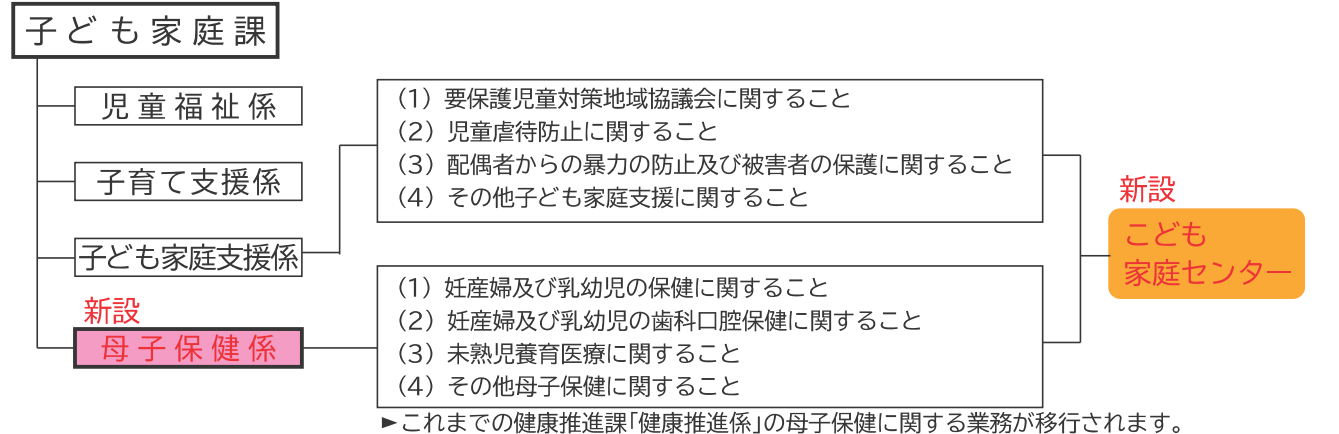 子ども家庭課
児童福祉係
子育て支援係
子ども家庭支援係
新設
母子保健係
（1）要保護児童対策地域協議会に関すること
（2）児童虐待防止に関すること
（3）配偶者からの暴力の防止及び被害者の保護に関すること
（4）その他子ども家庭支援に関すること
（1）妊産婦及び乳幼児の保健に関すること
（2）妊産婦及び乳幼児の歯科口腔保健に関すること
（3）未熟児養育医療に関すること
（4）その他母子保健に関すること
►これまでの健康推進課｢健康推進係｣の母子保健に関する業務が移行されます。
新設
こども
家庭センター